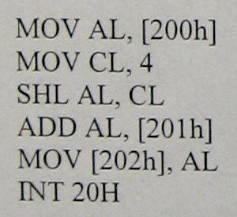 MOV AL, [200h]
MOV CL, 4
SHL AL, CL
ADD AL, [201h]
MOV [202h], AL
INT 20H